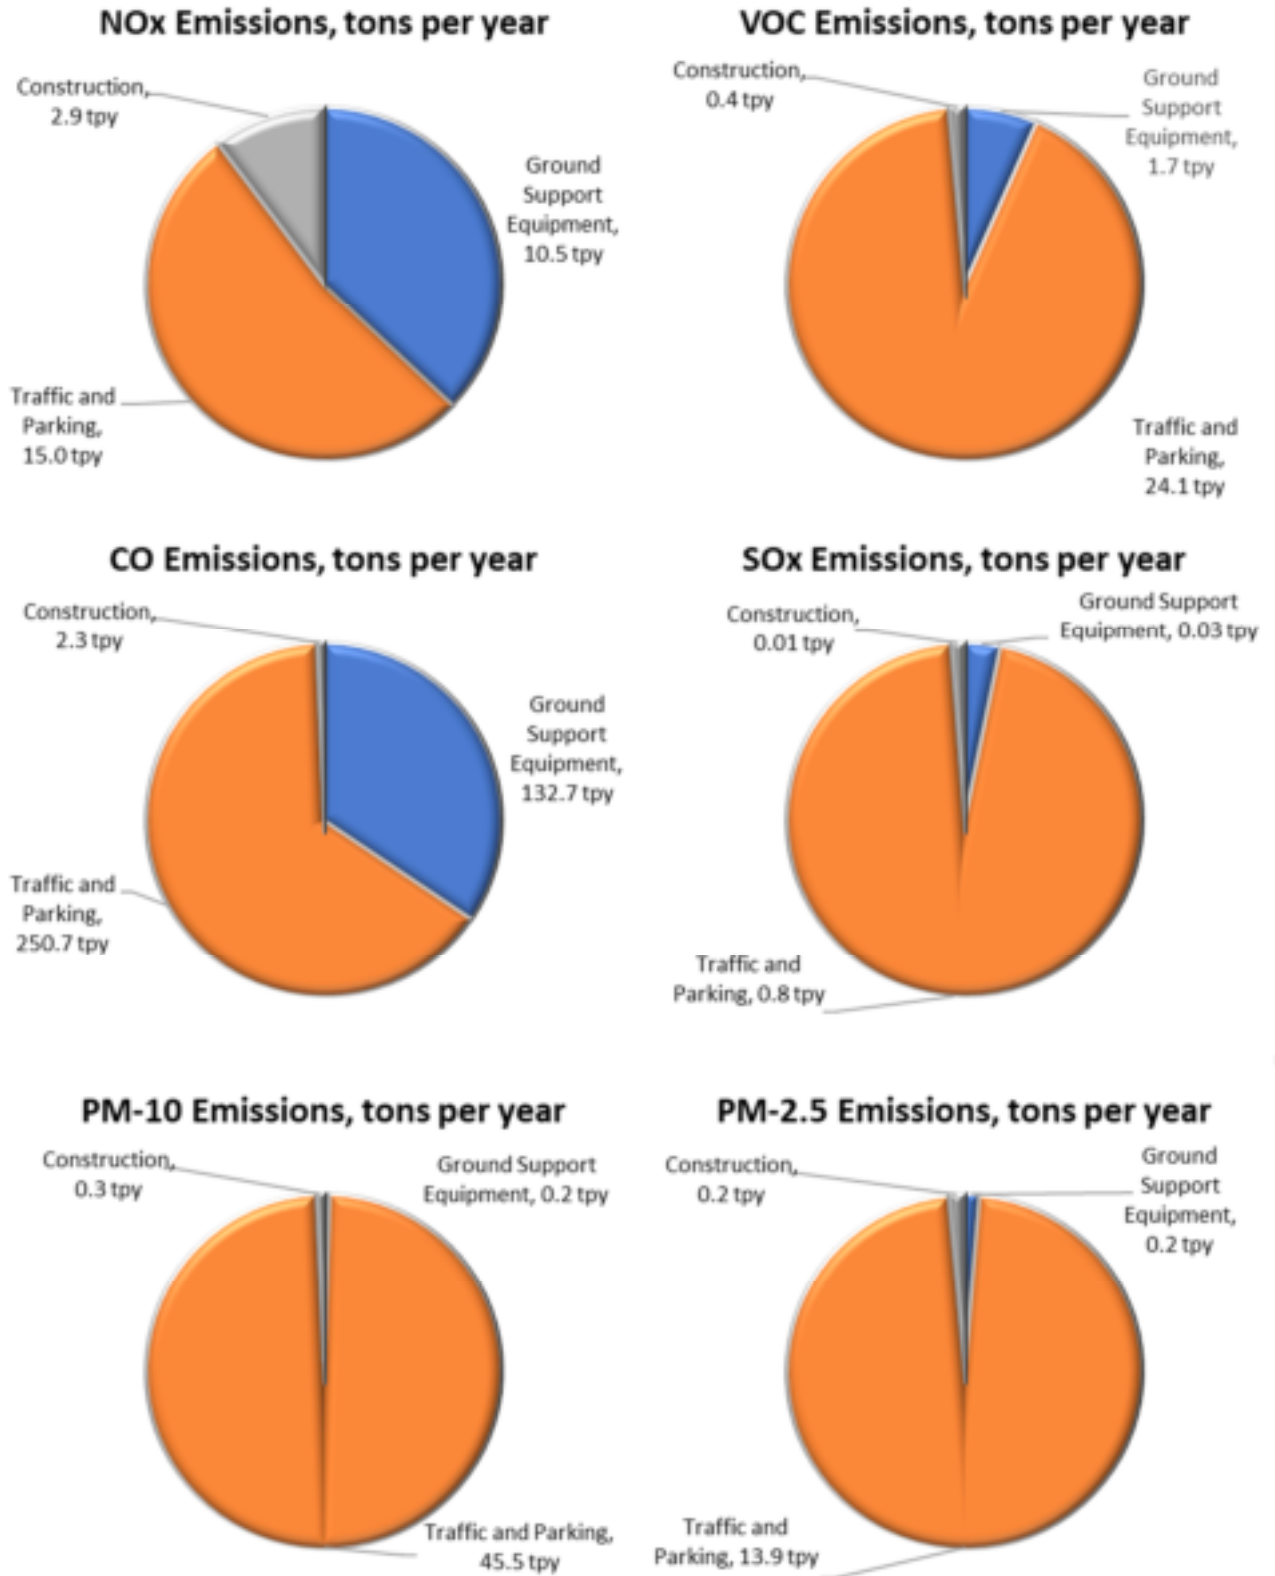 NOx Emissions, tons per year
Construction,
2.9 tpy
Ground
Support
Equipment,
10.5 tpy
Traffic and
Parking,
15.0 tpy
VOC Emissions, tons per year
Construction,
0.4 tpy
Ground
Support
Equipment,
1.7 tpy
Traffic and
Parking,
24.1 tpy
CO Emissions, tons per year
Construction,
2.3 tpy
Ground
Support
Equipment,
132.7 tpy
Traffic and
Parking,
250.7 tpy
SOx Emissions, tons per year
Construction,
0.01 tpy
Ground Support
Equipment, 0.03 tpy
Traffic and
Parking, 0.8 tpy
PM-10 Emissions, tons per year
Construction,
0.3 tpy
Ground Support
Equipment, 0.2 tpy
Traffic and Parking,
45.5 tpy
PM-2.5 Emissions, tons per year
Construction,
0.2 tpy
Ground
Support
Equipment,
0.2 tpy
Traffic and
Parking, 13.9 tpy